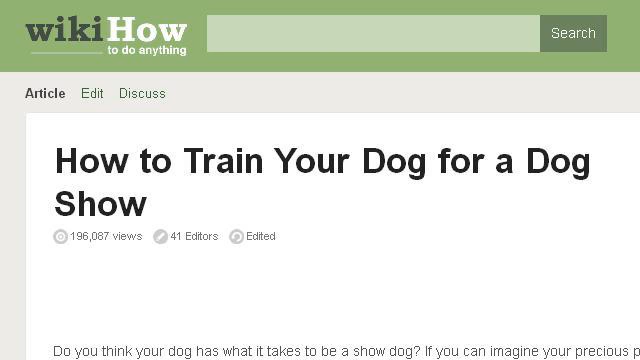 wikiHow
to do anything
Search
Article Edit Discuss
How to Train Your Dog for a Dog
Show
196,087 views 41 Editors Edited
Do you think your dog has what it takes to be a show dog? If you can imagine your precious p